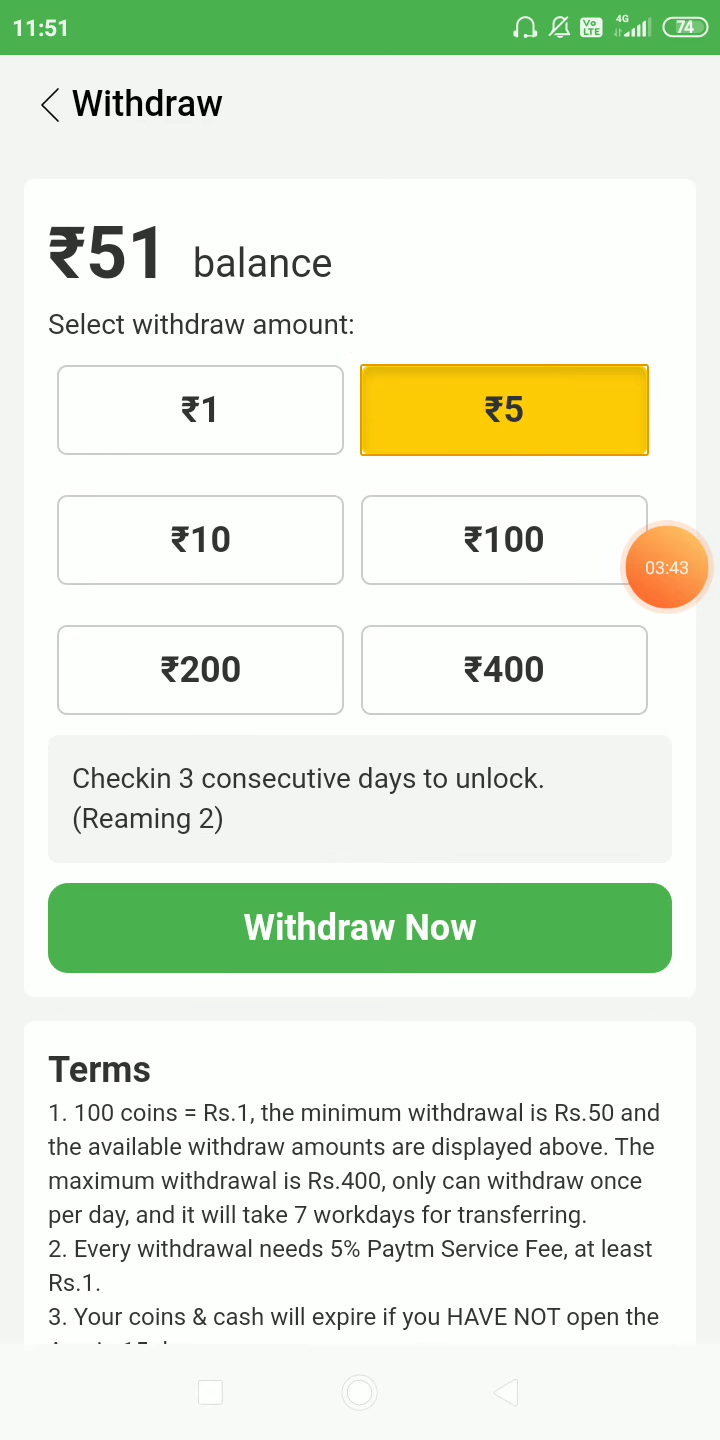 11:51
Vo LTE 4G 74
Withdraw
₹51 balance
Select withdraw amount:
₹1 ₹5
₹10 ₹100
03:43
₹200 ₹400
Checkin 3 consecutive days to unlock.
(Reaming 2)
Withdraw Now
Terms
1. 100 coins = Rs.1, the minimum withdrawal is Rs.50 and
the available withdraw amounts are displayed above. The
maximum withdrawal is Rs.400, only can withdraw once
per day, and it will take 7 workdays for transferring.
2. Every withdrawal needs 5% Paytm Service Fee, at least
Rs.1.
3. Your coins & cash will expire if you HAVE NOT open the